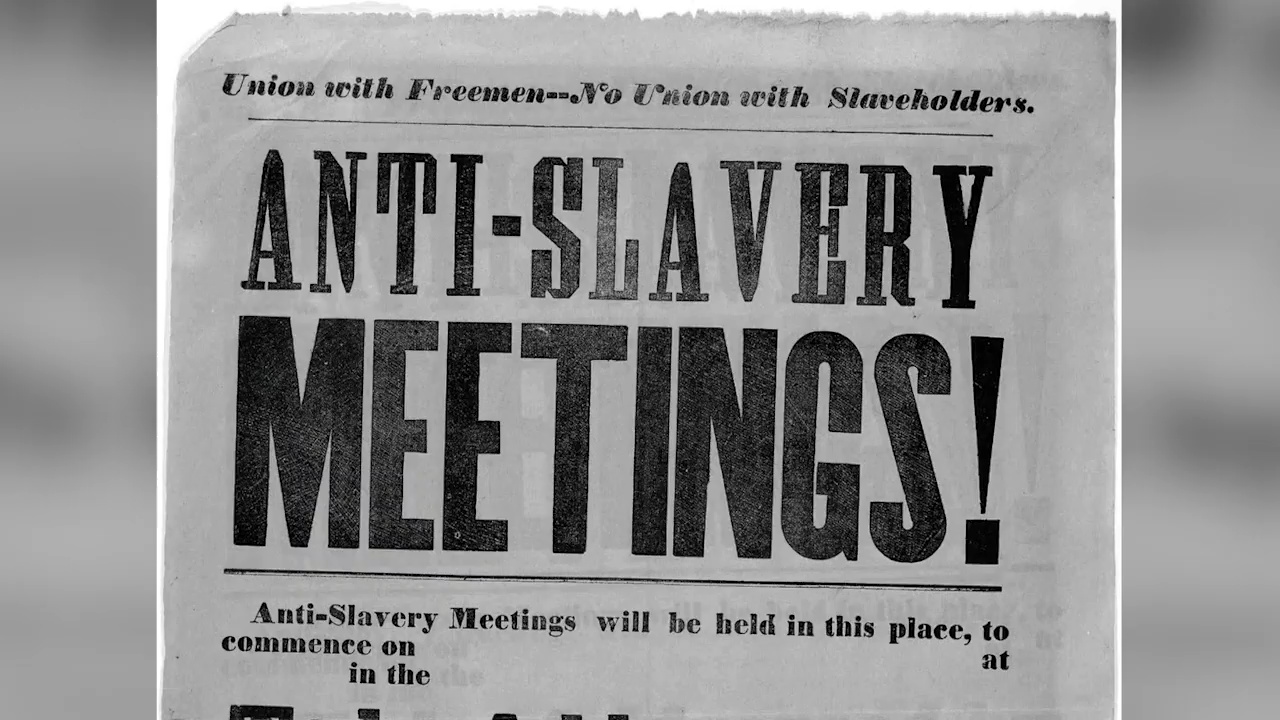 Union with Freemen--No Union with Slaveholders.
ANTI-SLAVERY
MEETINGS!
Anti-Slavery Meetings will be held in this place, to
commence on at
in the